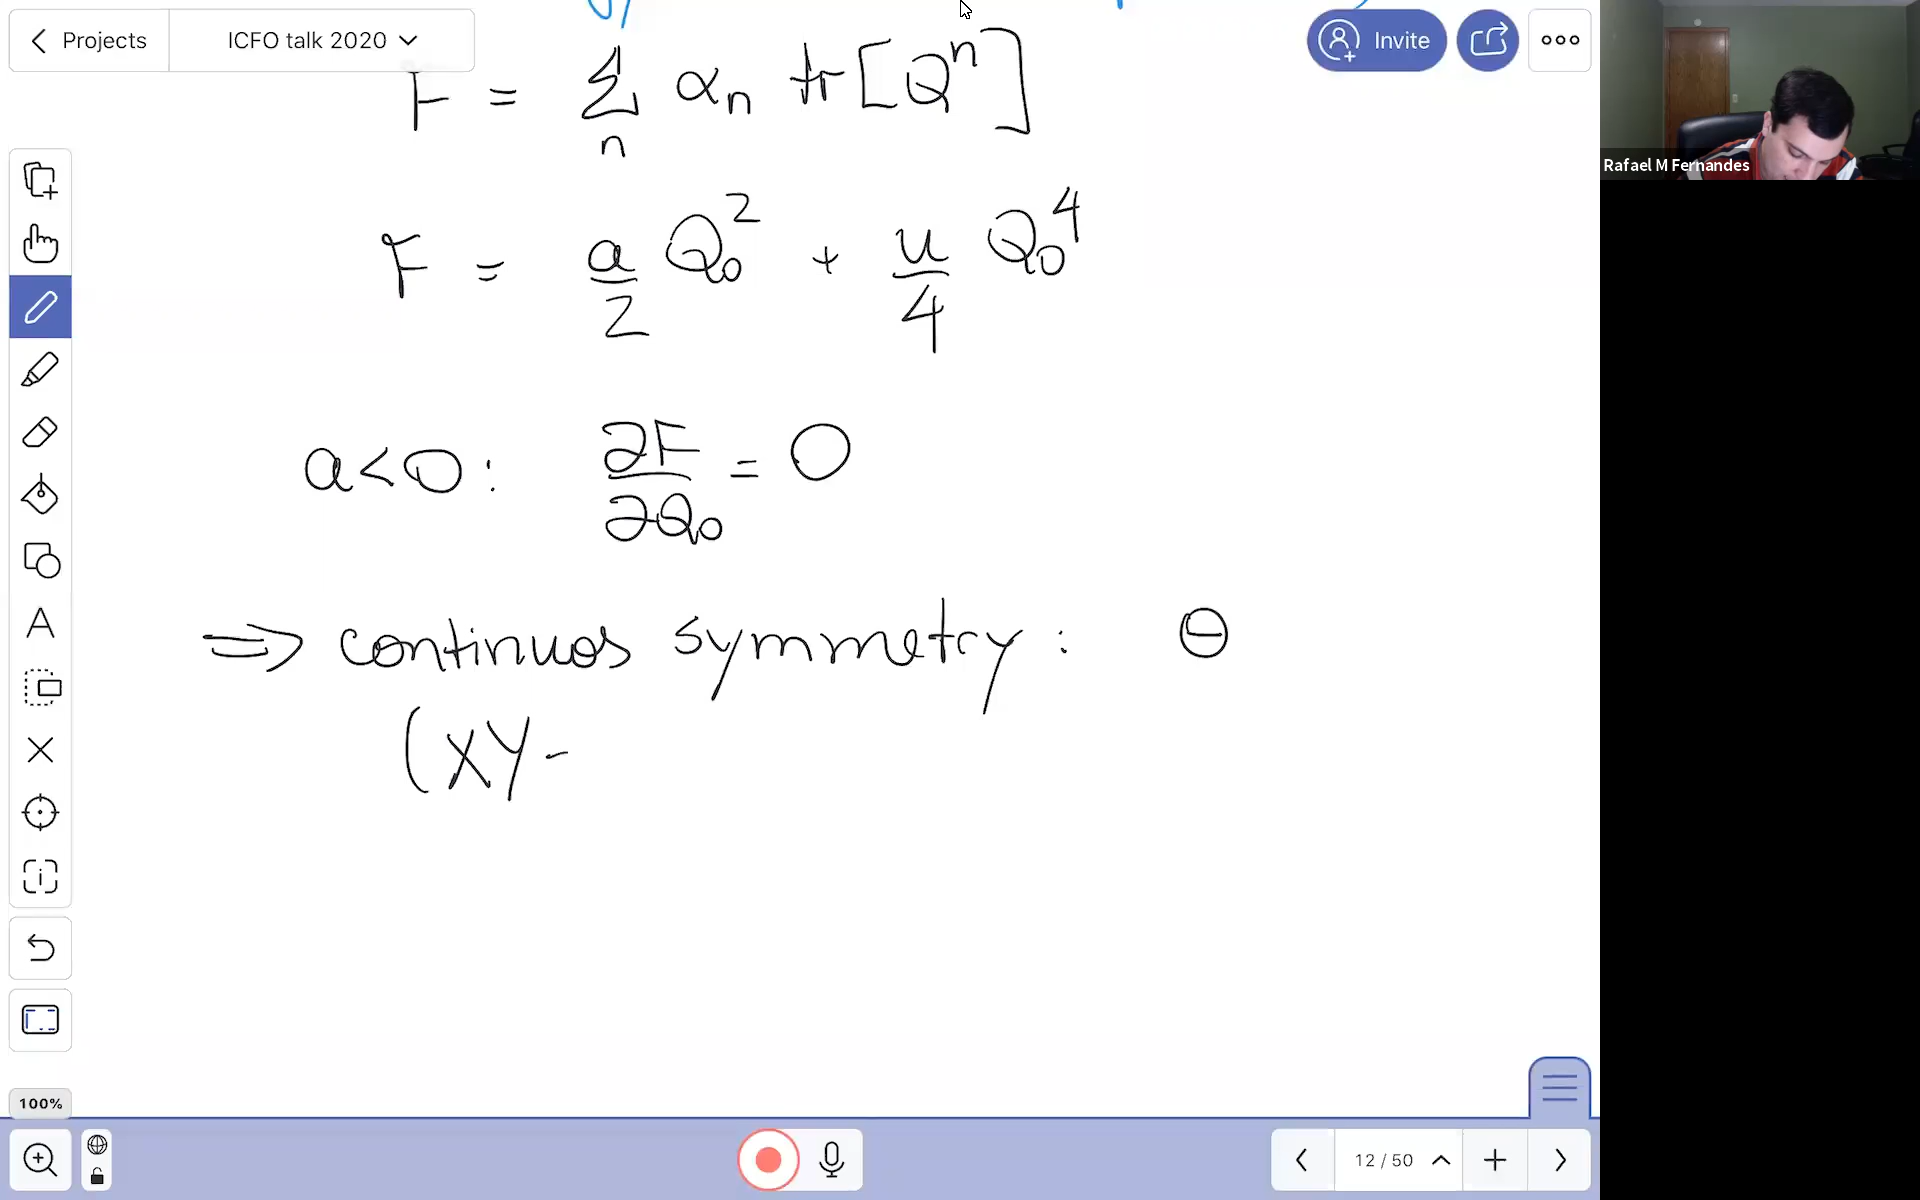 Projects
ICFO talk 2020
Invite
Rafael M Fernandes
F = Σ_n α_n tr[Q^n]
F = a/2 Q_0^2 + u/4 Q_0^4
a<0: ∂F/∂Q_0 = 0
⇒ continuos symmetry: θ
(XY-
A
100%
12 / 50